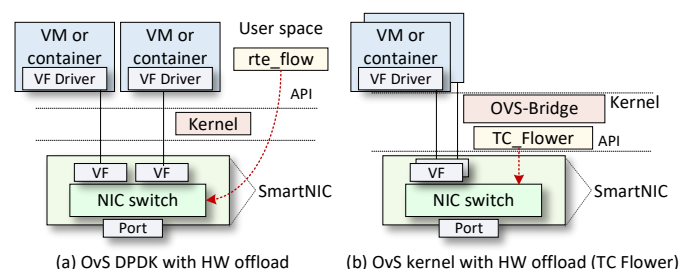 VM or
container
VF Driver
VM or
container
VF Driver
User space
rte_flow
API
Kernel
VF
VF
NIC switch
Port
SmartNIC
(a) OvS DPDK with HW offload
VM or
container
VF Driver
OVS-Bridge
Kernel
TC_Flower
API
VF
NIC switch
Port
SmartNIC
(b) OvS kernel with HW offload (TC Flower)